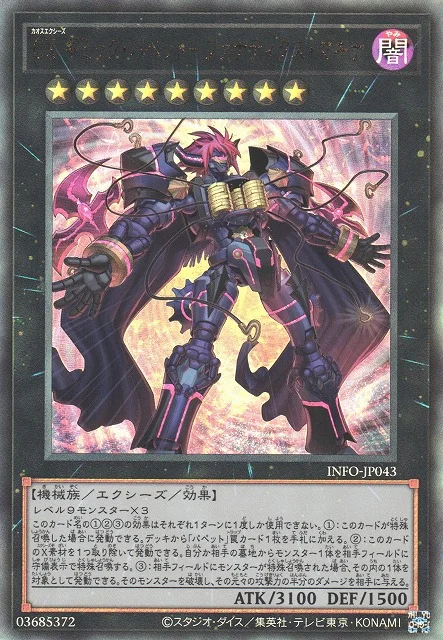 カオスエクシーズ
闇
やみ
INFO-JP043
【機械族／エクシーズ／効果】
レベル9モンスター×3
このカード名の①②③の効果はそれぞれ1ターンに1度しか使用できない。①:このカードが特殊
召喚した場合に発動できる。デッキから「パペット」罠カード1枚を手札に加える。②:このカード
のX素材を1つ取り除いて発動できる。自分か相手の墓地からモンスター1体を相手フィールドに
守備表示で特殊召喚する。③:相手フィールドにモンスターが特殊召喚された場合、その内の1体を
対象として発動できる。そのモンスターを破壊し、その元々の攻撃力の半分のダメージを相手に与える。
ATK/3100 DEF/1500
03685372
©スタジオ・ダイス／集英社・テレビ東京・KONAMI